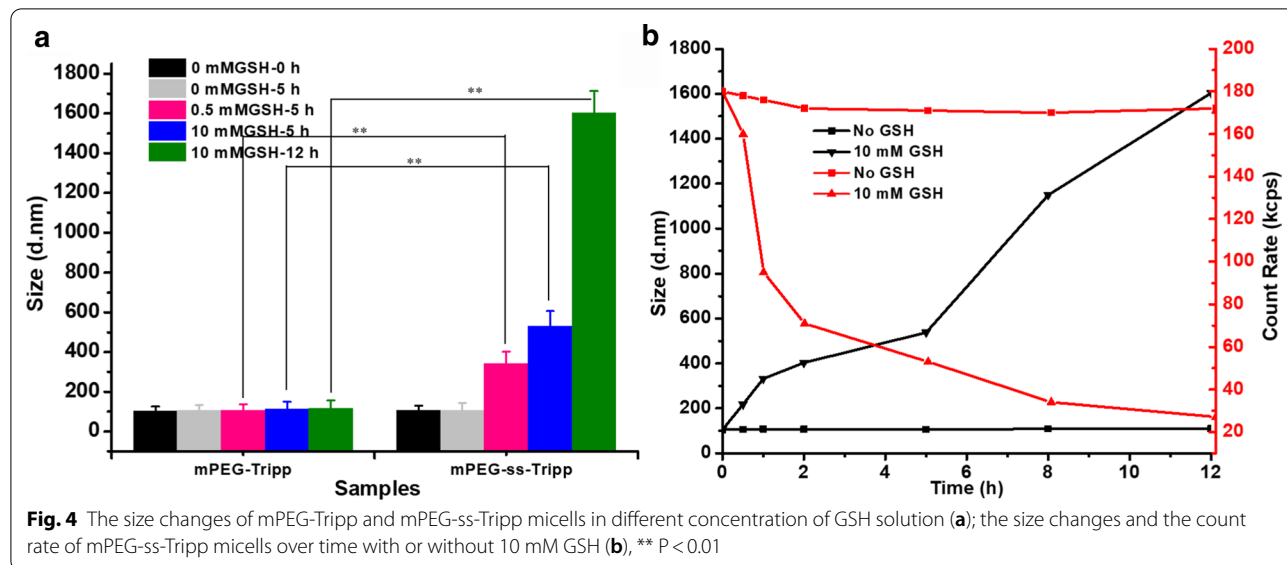 a
0 mMGSH-0 h
0 mMGSH-5 h
0.5 mMGSH-5 h
10 mMGSH-5 h
10 mMGSH-12 h
1800
1600
1400
1200
1000
800
600
400
200
0
Size (d.nm)
**
**
**
mPEG-Tripp
mPEG-ss-Tripp
Samples
b
1800
1600
1400
1200
1000
800
600
400
200
0
Size (d.nm)
No GSH
10 mM GSH
No GSH
10 mM GSH
200
180
160
140
120
100
80
60
40
20
Count Rate (kcps)
0 2 4 6 8 10 12
Time (h)
Fig. 4 The size changes of mPEG-Tripp and mPEG-ss-Tripp micells in different concentration of GSH solution (a); the size changes and the count
rate of mPEG-ss-Tripp micells over time with or without 10 mM GSH (b), ** P < 0.01